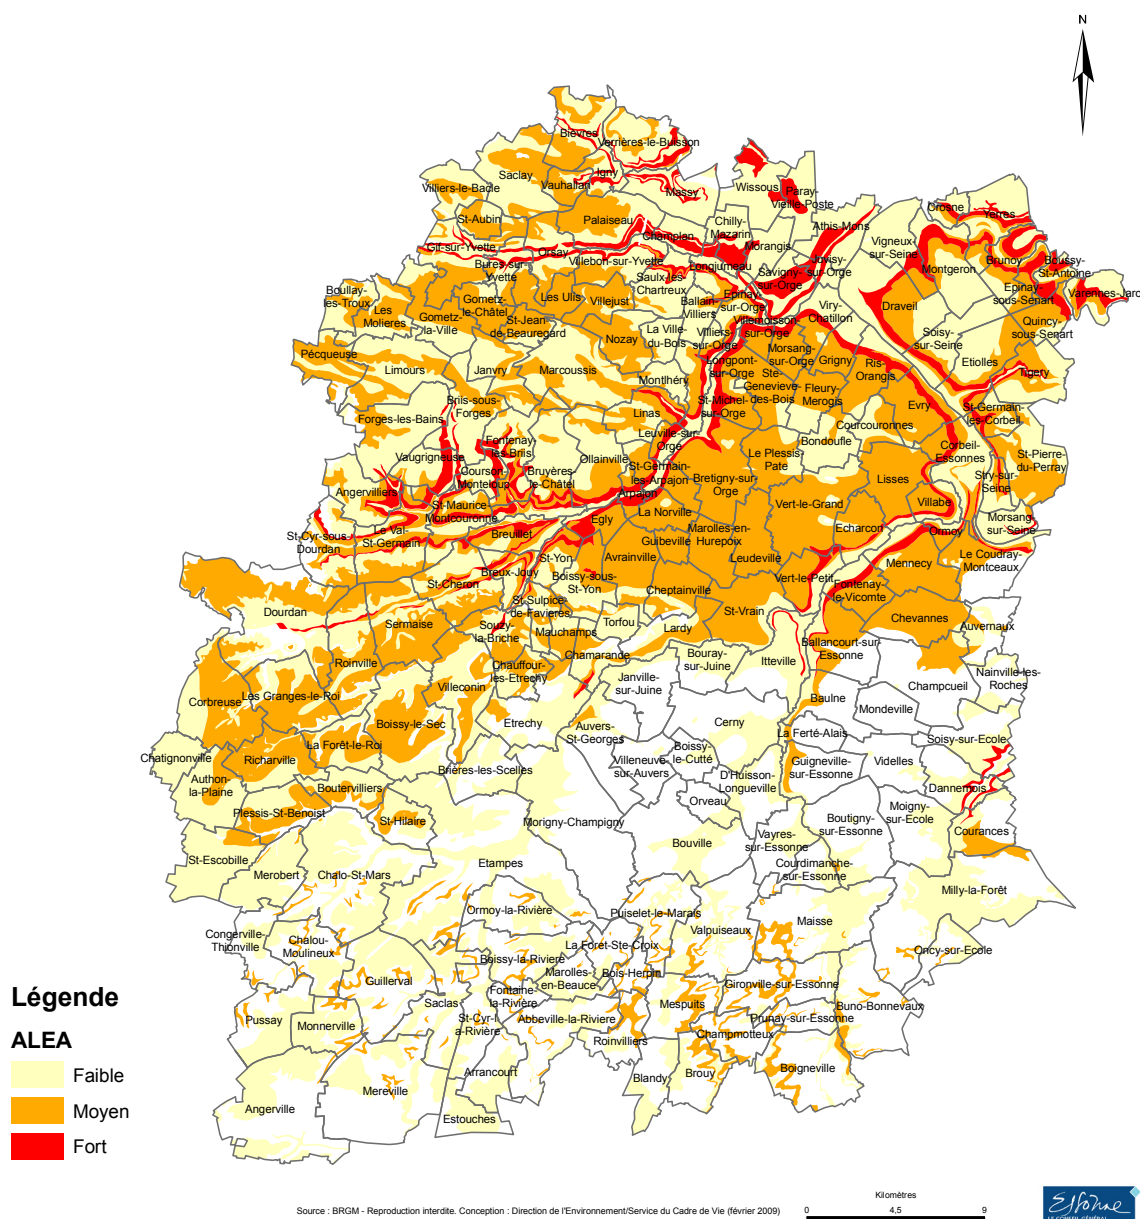 N
Bièvres
Verrières-le-Buisson
Igny
Saclay
Vauhallan
Villiers-le-Bacle
Massy
Wissous
Paray-
Vieille-Poste
St-Aubin
Palaiseau
Chilly-
Mazarin
Athis-Mons
Crosne
Yerres
Gif-sur-Yvette
Orsay
Champlan
Morangis
Vigneux-
sur-Seine
Villebon-sur-Yvette
Longjumeau
Juvisy-
sur-Orge
Montgeron
Brunoy
Boussy-
St-Antoine
Bures-sur-
Yvette
Saulx-les-
Chartreux
Savigny-
sur-Orge
Epinay-
sous-Senart
Varennes-Jarcy
Boullay-
les-Troux
Les
Molieres
Gometz-
le-Châtel
Les Ulis
Villejust
Ballain-
Villiers
Epinay-
sur-Orge
Viry-
Chatillon
Draveil
Gometz-
la-Ville
St-Jean-
de-Beauregard
Nozay
La Ville-
du-Bois
Villiers-
sur-Orge
Villemoisson-
sur-Orge
Soisy-
sur-Seine
Quincy-
sous-Senart
Pécqueuse
Limours
Janvry
Marcoussis
Montlhéry
Longpont-
sur-Orge
Morsang-
sur-Orge
Grigny
Ris-
Orangis
Etiolles
Tigery
Ste-
Genevieve-
des-Bois
Fleury-
Merogis
Briis-sous-
Forges
Forges-les-Bains
Linas
St-Michel-
sur-Orge
Evry
St-Germain-
les-Corbeil
Courcouronnes
Bondoufle
Fontenay-
les-Briis
Leuville-sur-
Orge
Corbeil-
Essonnes
St-Pierre-
du-Perray
Vaugrigneuse
Courson-
Monteloup
Bruyères-
le-Châtel
Ollainville
St-Germain-
les-Arpajon
Le Plessis-
Pate
Bretigny-sur-
Orge
Lisses
Stry-sur-
Seine
Angervilliers
Arpajon
Vert-le-Grand
Villabe
St-Maurice-
Montcouronne
La Norville
Morsang-
sur-Seine
St-Cyr-sous-
Dourdan
Le Val-
St-Germain
Breuillet
Egly
Guibeville
Marolles-en-
Hurepoix
Echarcon
Ormoy
Avrainville
Leudeville
Mennecy
Le Coudray-
Montceaux
St-Yon
Breux-Jouy
Boissy-sous-
St-Yon
Cheptainville
Vert-le-Petit
Fontenay-
le-Vicomte
St-Cheron
St-Sulpice-
de-Favieres
St-Vrain
Chevannes
Auvernaux
Dourdan
Sermaise
Souzy-
la-Briche
Mauchamps
Torfou
Lardy
Ballancourt-sur-
Essonne
Chamarande
Bouray-
sur-Juine
Itteville
Roinville
Chauffour-
les-Etrechy
Janville-
sur-Juine
Champcueil
Nainville-les-
Roches
Corbreuse
Les Granges-le-Roi
Villeconin
Baulne
Mondeville
Boissy-le-Sec
Etrechy
Auvers-
St-Georges
Cerny
La Ferté-Alais
Soisy-sur-Ecole
Chatignonville
La Forêt-le-Roi
Richarville
Brières-les-Scelles
Villeneuve-
sur-Auvers
Boissy-
le-Cutté
Guigneville-
sur-Essonne
Videlles
Authon-
la-Plaine
Boutervilliers
D'Huisson-
Longueville
Dannemois
Plessis-St-Benoist
St-Hilaire
Morigny-Champigny
Orveau
Moigny-
sur-Ecole
Boutigny-
sur-Essonne
Vayres-
sur-Essonne
Courances
St-Escobille
Merobert
Chalo-St-Mars
Etampes
Bouville
Courdimanche-
sur-Essonne
Milly-la-Forêt
Ormoy-la-Rivière
Puiselet-le-Marais
Valpuiseaux
Maisse
Congerville-
Thionville
Chalou-
Moulineux
La Forêt-Ste-Croix
Oncy-sur-Ecole
Boissy-la-Riviere
Guillerval
Marolles-
en-Beauce
Bois-Herpin
Gironville-sur-Essonne
Saclas
Fontaine-
la-Rivière
Mespuits
Buno-Bonnevaux
Pussay
Monnerville
St-Cyr-l
a-Rivière
Abbeville-la-Riviere
Prunay-sur-Essonne
Champmotteux
Roinvilliers
Boigneville
Arrancourt
Blandy
Brouy
Mereville
Angerville
Estouches
Légende
ALEA
Faible
Moyen
Fort
Source : BRGM - Reproduction interdite. Conception : Direction de l'Environnement/Service du Cadre de Vie (février 2009)
Kilomètres
0 4,5 9
Essonne
LE CONSEIL GÉNÉRAL